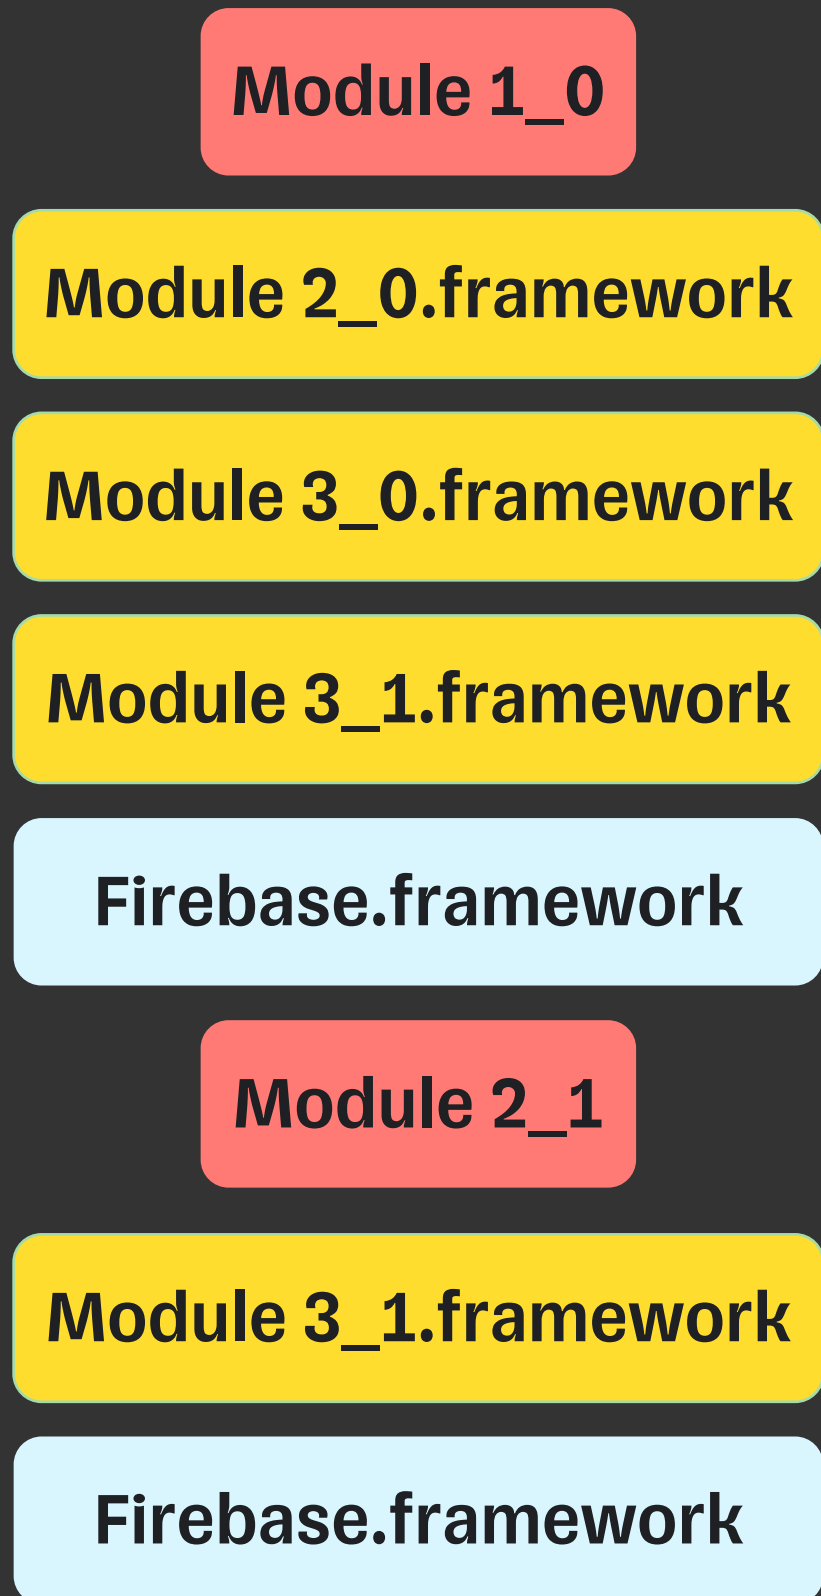 Module 1_0
Module 2_0.framework
Module 3_0.framework
Module 3_1.framework
Firebase.framework
Module 2_1
Module 3_1.framework
Firebase.framework